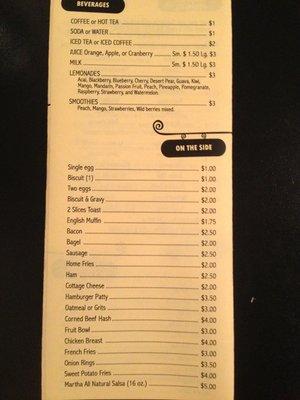 BEVERAGES
COFFEE or HOT TEA $1
SODA or WATER $1
ICED TEA or ICED COFFEE $2
JUICE Orange, Apple, or Cranberry Sm. $ 1.50 Lg. $3
MILK Sm. $ 1.50 Lg. $3
LEMONADES $3
Acai, Blackberry, Blueberry, Cherry, Desert Pear, Guava, Kiwi,
Mango, Mandarin, Passion Fruit, Peach, Pineapple, Pomegranate,
Raspberry, Strawberry, and Watermelon.
SMOOTHIES $3
Peach, Mango, Strawberries, Wild berries mixed.
ON THE SIDE
Single egg $1.00
Biscuit (1) $1.00
Two eggs $2.00
Biscuit & Gravy $2.00
2 Slices Toast $2.00
English Muffin $1.75
Bacon $2.50
Bagel $2.00
Sausage $2.50
Home Fries $2.00
Ham $2.50
Cottage Cheese $2.00
Hamburger Patty $3.50
Oatmeal or Grits $3.00
Corned Beef Hash $4.00
Fruit Bowl $3.00
Chicken Breast $4.00
French Fries $3.00
Onion Rings $3.50
Sweet Potato Fries $4.00
Martha All Natural Salsa (16 oz.) $5.00